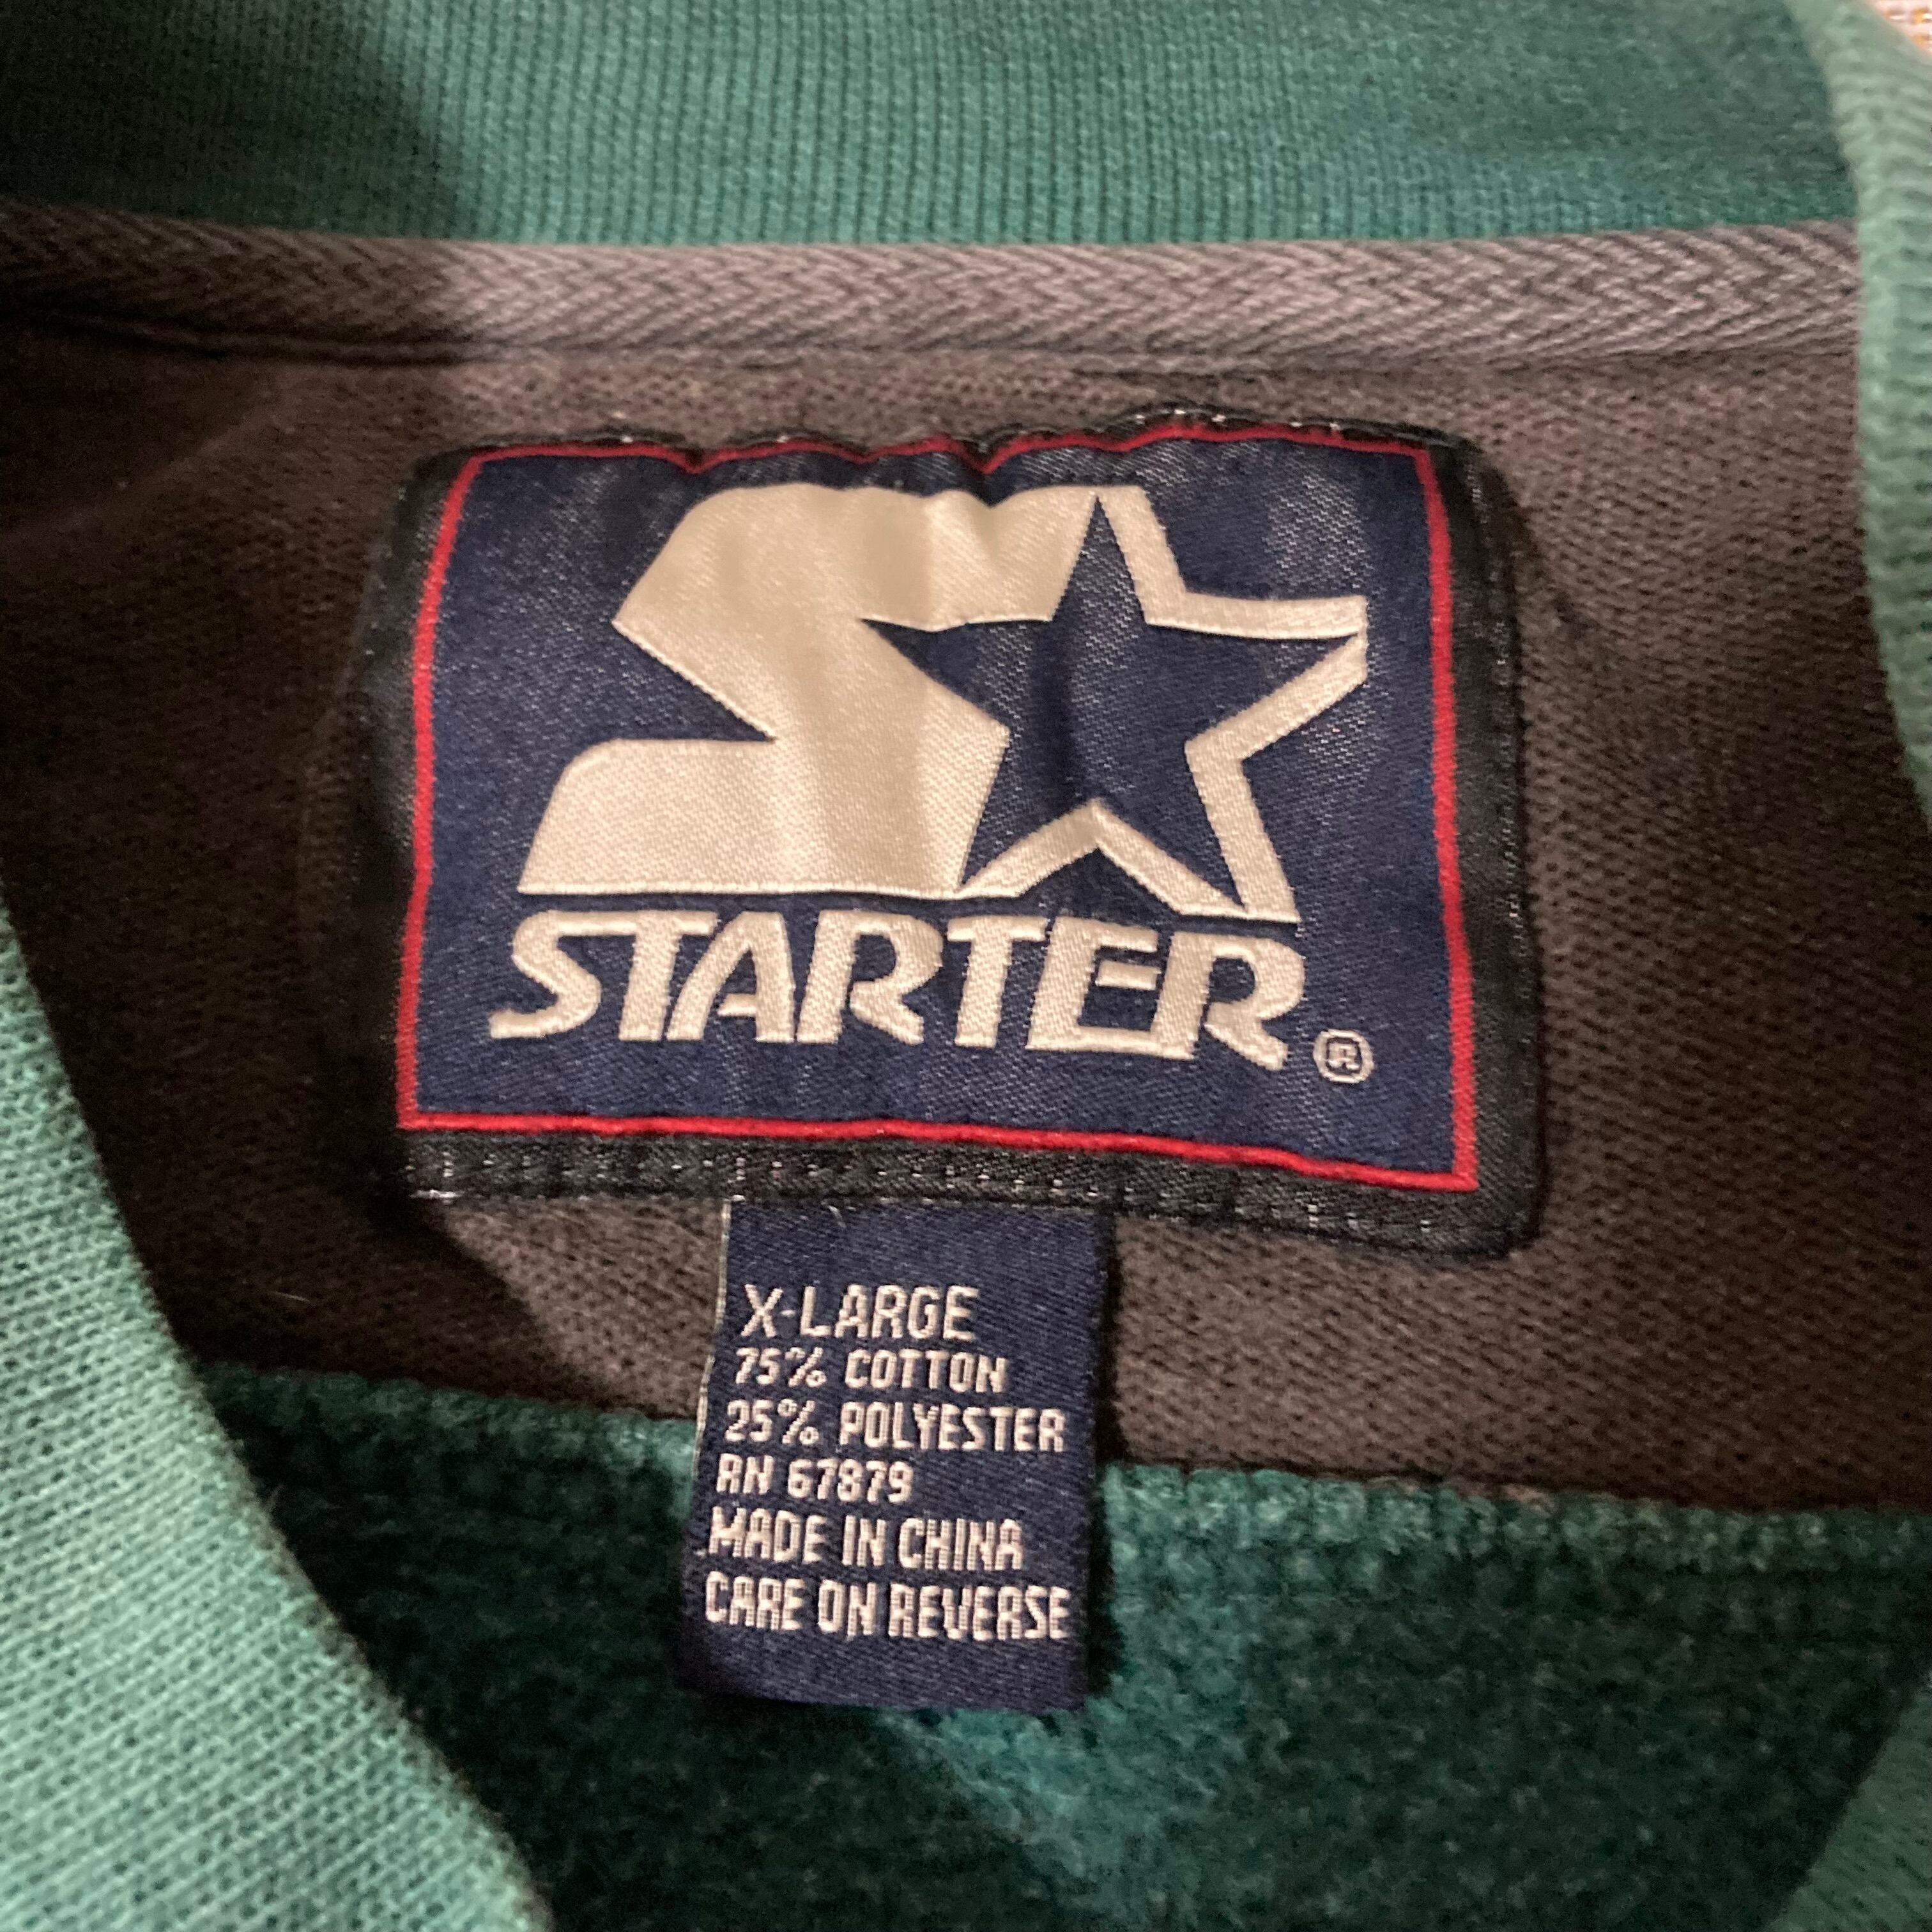 STARTER®
X-LARGE
75% COTTON
25% POLYESTER
RN 67879
MADE IN CHINA
CARE ON REVERSE